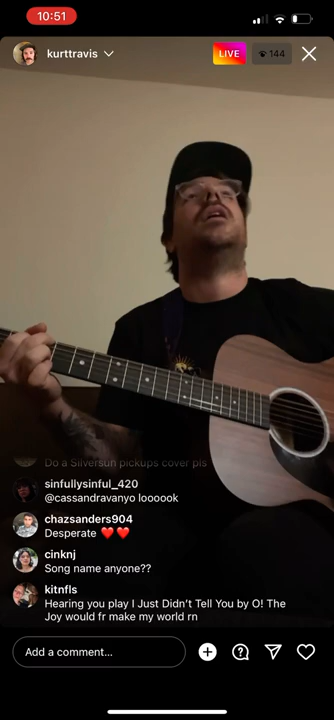 10:51
kurttravis
LIVE
144
Do a Silversun pickups cover pls
sinfullysinful_420
@cassandravanyo loooook
chazsanders904
Desperate ❤️❤️
cinknj
Song name anyone??
kitnfls
Hearing you play I Just Didn't Tell You by O! The
Joy would fr make my world rn
Add a comment...